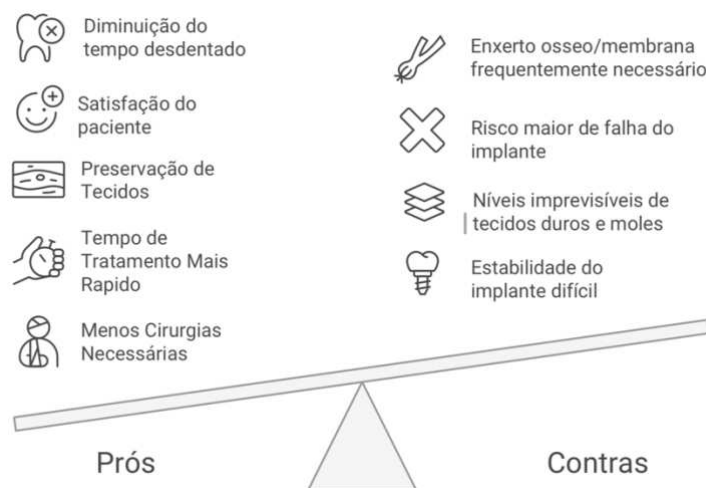 Diminuição do
tempo desdentado
Satisfação do
paciente
Preservação de
Tecidos
Tempo de
Tratamento Mais
Rapido
Menos Cirurgias
Necessárias
Enxerto osseo/membrana
frequentemente necessário
Risco maior de falha do
implante
Níveis imprevisíveis de
tecidos duros e moles
Estabilidade do
implante difícil
Prós
Contras